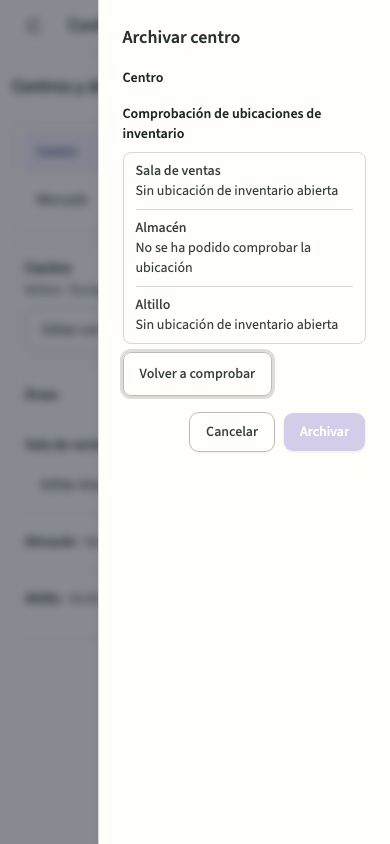 Archivar centro
Centro
Comprobación de ubicaciones de
inventario
Sala de ventas
Sin ubicación de inventario abierta
Almacén
No se ha podido comprobar la
ubicación
Altillo
Sin ubicación de inventario abierta
Volver a comprobar
Cancelar
Archivar